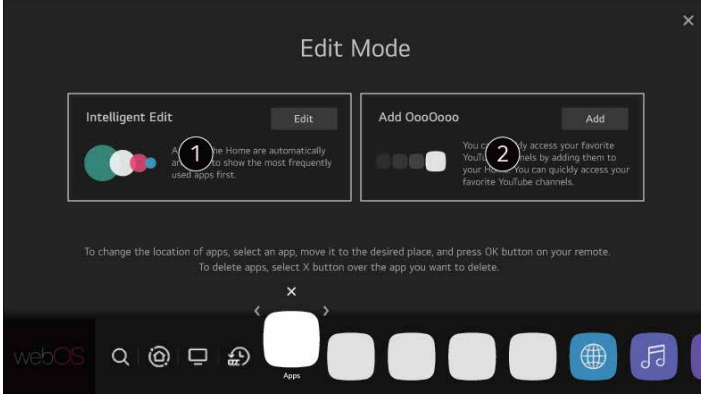 Edit Mode
Intelligent Edit
Edit
the Home are automatically
to show the most frequently
used apps first.
1
Add OooOooo
Add
You can access your favorite
channels by adding them to
your You can quickly access your
favorite YouTube channels.
2
To change the location of apps, select an app, move it to the desired place, and press OK button on your remote.
To delete apps, select X button over the app you want to delete.
webOS
Apps